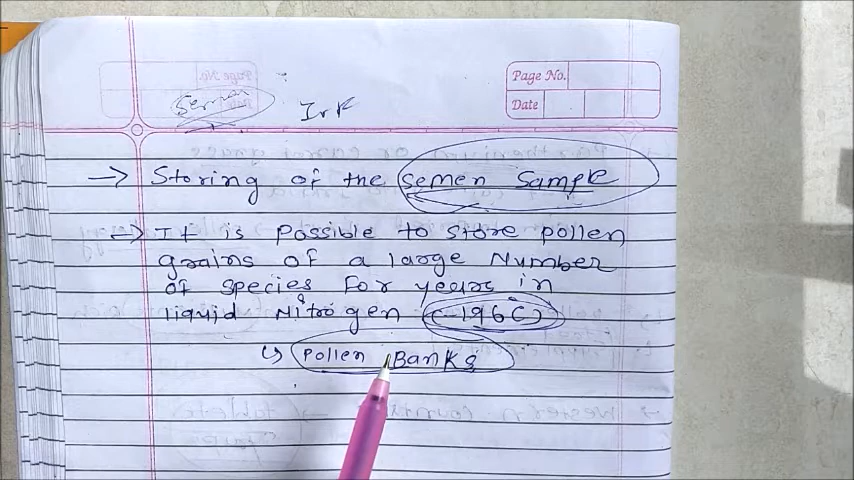 Page No.
Date
Semen IVF
→ Storing of the semen sample
→ It is possible to store pollen
grains of a large number
of species for years in
liquid Nitrogen (-196C)
↳ Pollen Banks